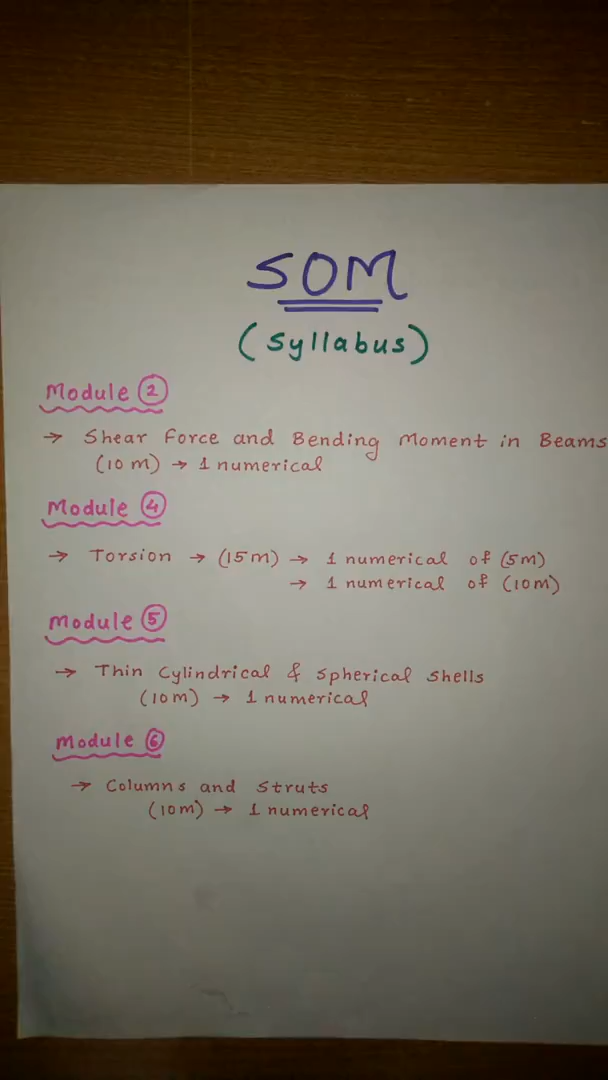 SOM
(Syllabus)
Module 2
→ Shear Force and Bending Moment in Beams
(10 M) → 1 numerical
Module 4
→ Torsion → (15M) → 1 numerical of (5M)
→ 1 numerical of (10M)
Module 5
→ Thin Cylindrical & Spherical Shells
(10M) → 1 numerical
Module 6
→ Columns and Struts
(10M) → 1 numerical